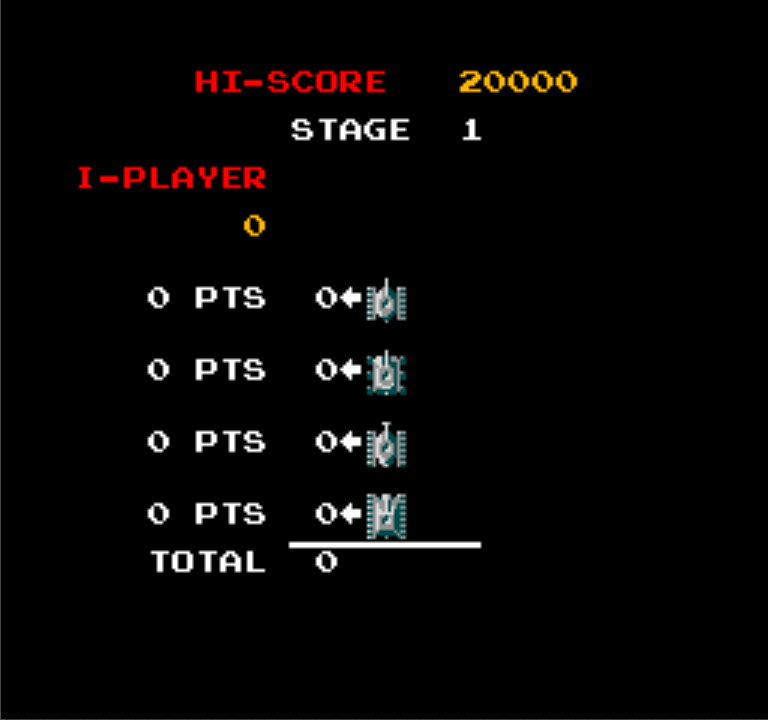 HI-SCORE 20000
STAGE 1
I-PLAYER
0
0 PTS 0←
0 PTS 0←
0 PTS 0←
0 PTS 0←
TOTAL 0